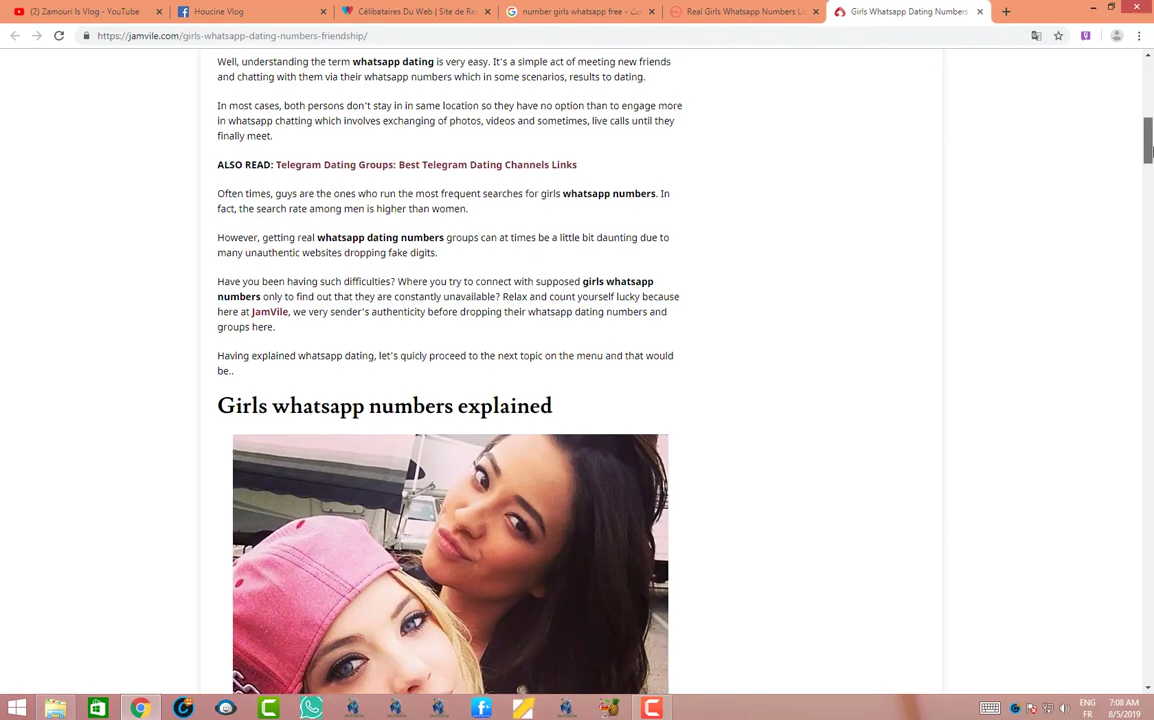 (2) Zamouri Is Vlog - YouTube
Houcine Vlog
Célibataires Du Web | Site de Re
number girls whatsapp free -
Real Girls Whatsapp Numbers Li
Girls Whatsapp Dating Numbers
https://jamvile.com/girls-whatsapp-dating-numbers-friendship/
Well, understanding the term whatsapp dating is very easy. It's a simple act of meeting new friends
and chatting with them via their whatsapp numbers which in some scenarios, results to dating.
In most cases, both persons don't stay in in same location so they have no option than to engage more
in whatsapp chatting which involves exchanging of photos, videos and sometimes, live calls until they
finally meet.
ALSO READ: Telegram Dating Groups: Best Telegram Dating Channels Links
Often times, guys are the ones who run the most frequent searches for girls whatsapp numbers. In
fact, the search rate among men is higher than women.
However, getting real whatsapp dating numbers groups can at times be a little bit daunting due to
many unauthentic websites dropping fake digits.
Have you been having such difficulties? Where you try to connect with supposed girls whatsapp
numbers only to find out that they are constantly unavailable? Relax and count yourself lucky because
here at JamVile, we very sender's authenticity before dropping their whatsapp dating numbers and
groups here.
Having explained whatsapp dating, let's quicly proceed to the next topic on the menu and that would
be..
Girls whatsapp numbers explained
ENG
FR
7:08 AM
8/5/2019